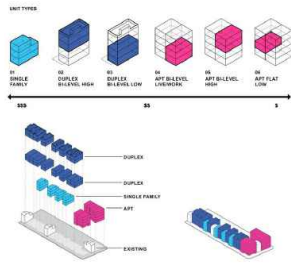 UNIT TYPES
01
SINGLE
FAMILY
02
DUPLEX
BI-LEVEL HIGH
03
DUPLEX
BI-LEVEL LOW
04
APT BI-LEVEL
LIVE/WORK
05
APT BI-LEVEL
HIGH
06
APT FLAT
LOW
$$$ $$ $
DUPLEX
DUPLEX
SINGLE FAMILY
APT
EXISTING